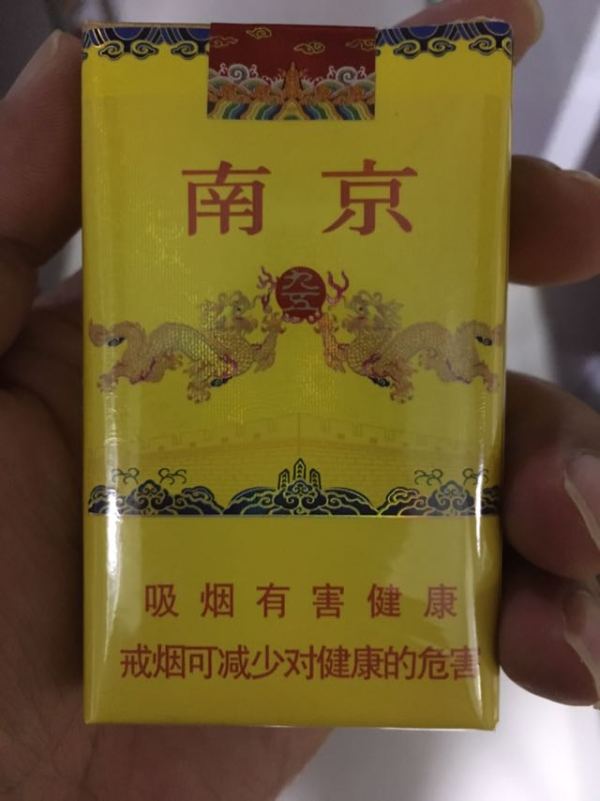 南京
九五
吸烟有害健康
戒烟可减少对健康的危害